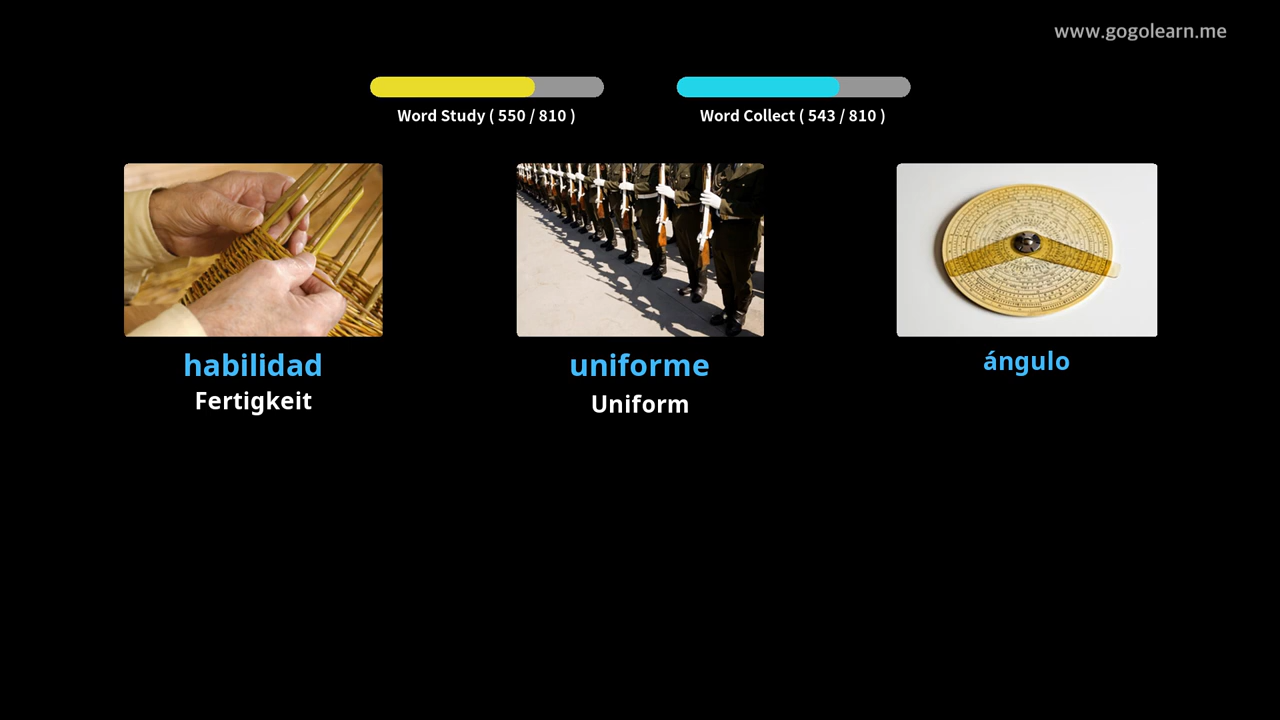 www.gogolearn.me
Word Study ( 550 / 810 )
Word Collect ( 543 / 810 )
habilidad
Fertigkeit
uniforme
Uniform
ángulo